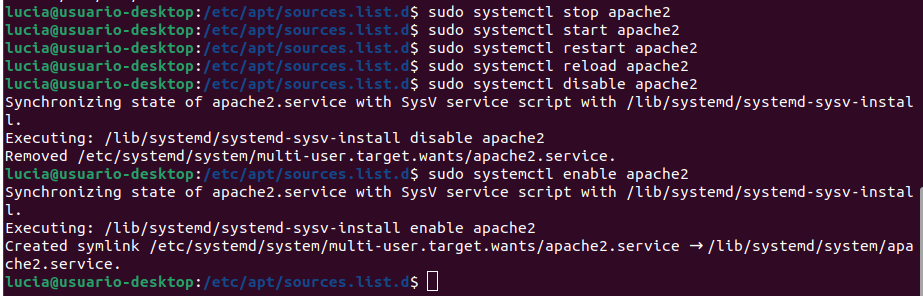 lucia@usuario-desktop:/etc/apt/sources.list.d$ sudo systemctl stop apache2
lucia@usuario-desktop:/etc/apt/sources.list.d$ sudo systemctl start apache2
lucia@usuario-desktop:/etc/apt/sources.list.d$ sudo systemctl restart apache2
lucia@usuario-desktop:/etc/apt/sources.list.d$ sudo systemctl reload apache2
lucia@usuario-desktop:/etc/apt/sources.list.d$ sudo systemctl disable apache2
Synchronizing state of apache2.service with SysV service script with /lib/systemd/systemd-sysv-instal
l.
Executing: /lib/systemd/systemd-sysv-install disable apache2
Removed /etc/systemd/system/multi-user.target.wants/apache2.service.
lucia@usuario-desktop:/etc/apt/sources.list.d$ sudo systemctl enable apache2
Synchronizing state of apache2.service with SysV service script with /lib/systemd/systemd-sysv-instal
l.
Executing: /lib/systemd/systemd-sysv-install enable apache2
Created symlink /etc/systemd/system/multi-user.target.wants/apache2.service → /lib/systemd/system/apa
che2.service.
lucia@usuario-desktop:/etc/apt/sources.list.d$